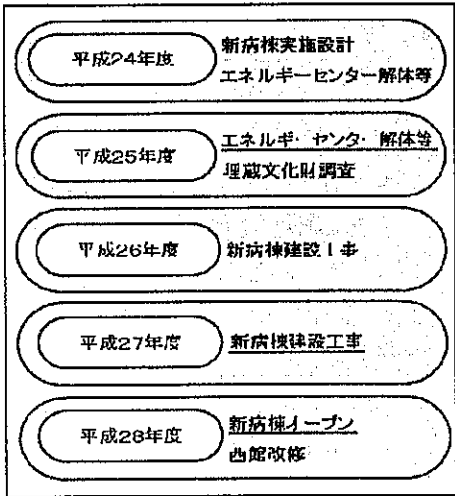 平成24年度
新病棟実施設計
エネルギーセンター解体等
平成25年度
エネルギーセンター解体等
埋蔵文化財調査
平成26年度
新病棟建設工事
平成27年度
新病棟建設工事
平成28年度
新病棟オープン
西館改修